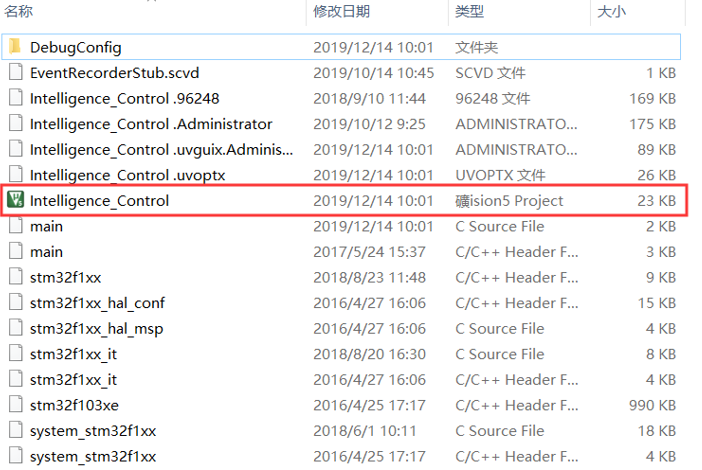 名称 修改日期 类型 大小
DebugConfig 2019/12/14 10:01 文件夹
EventRecorderStub.scvd 2019/10/14 10:45 SCVD 文件 1 KB
Intelligence_Control .96248 2018/9/10 11:44 96248 文件 169 KB
Intelligence_Control .Administrator 2019/10/12 9:25 ADMINISTRATO... 175 KB
Intelligence_Control .uvguix.Adminis... 2019/12/14 10:01 ADMINISTRATO... 89 KB
Intelligence_Control .uvoptx 2019/12/14 10:01 UVOPTX 文件 26 KB
Intelligence_Control 2019/12/14 10:01 礦ision5 Project 23 KB
main 2019/12/14 10:01 C Source File 2 KB
main 2017/5/24 15:37 C/C++ Header F... 3 KB
stm32f1xx 2018/8/23 11:48 C/C++ Header F... 9 KB
stm32f1xx_hal_conf 2016/4/27 16:06 C/C++ Header F... 15 KB
stm32f1xx_hal_msp 2016/4/27 16:06 C Source File 4 KB
stm32f1xx_it 2018/8/20 16:30 C Source File 8 KB
stm32f1xx_it 2016/4/27 16:06 C/C++ Header F... 4 KB
stm32f103xe 2016/4/25 17:17 C/C++ Header F... 990 KB
system_stm32f1xx 2018/6/1 10:11 C Source File 18 KB
system_stm32f1xx 2016/4/25 17:17 C/C++ Header F... 4 KB